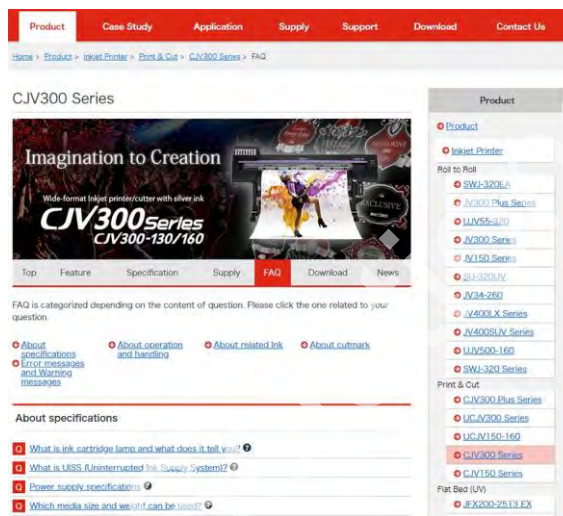 Product Case Study Application Supply Support Download Contact Us
Home > Product > Inkjet Printer > Print & Cut > CJV300 Series > FAQ
CJV300 Series
Imagination to Creation
Wide-format Inkjet printer/cutter with silver ink
CJV300 Series
CJV300-130/160
EXCLUSIVE
Top Feature Specification Supply FAQ Download News
FAQ is categorized depending on the content of question. Please click the one related to your
question.
About
specifications
About operation
and handling
About related Ink
About cutmark
Error messages
and Warning
messages
About specifications
Q What is ink cartridge lamp and what does it tell you?
Q What is UISS (Uninterrupted Ink Supply System)?
Q Power supply specifications
Q Which media size and weight can be used?
Product
Product
Inkjet Printer
Roll to Roll
SWJ-320EA
JV300 Plus Series
UJV55-320
JV300 Series
JV150 Series
SIJ-320UV
JV34-260
JV400LX Series
JV400SUV Series
UJV500-160
SWJ-320 Series
Print & Cut
CJV300 Plus Series
UCJV300 Series
UCJV150-160
CJV300 Series
CJV150 Series
Flat Bed (UV)
JFX200-2513 EX